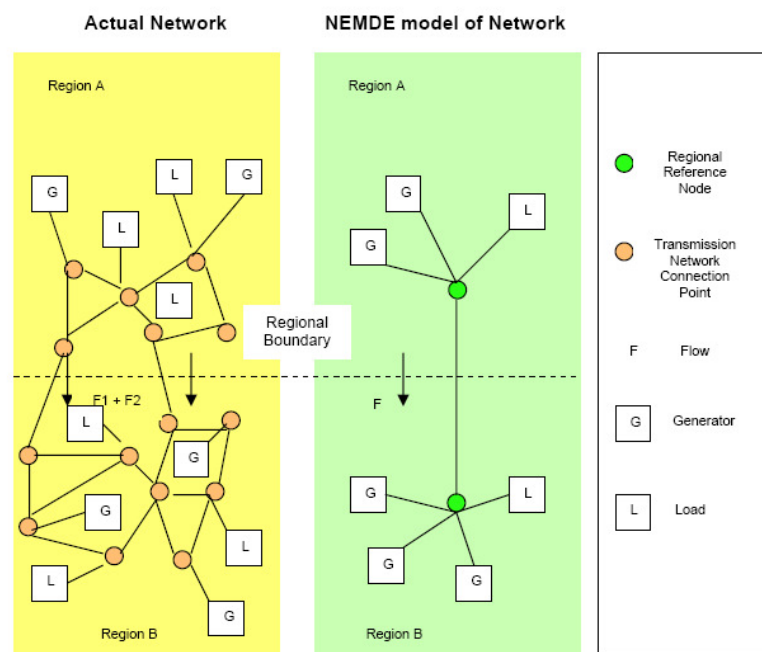 Actual Network
NEMDE model of Network
Region A
Region A
G
L
G
L
L
G
L
G
Regional
Boundary
F1 + F2
F
L
G
G
L
L
G
G
L
G
G
Region B
Region B
Regional
Reference
Node
Transmission
Network
Connection
Point
F
Flow
G
Generator
L
Load